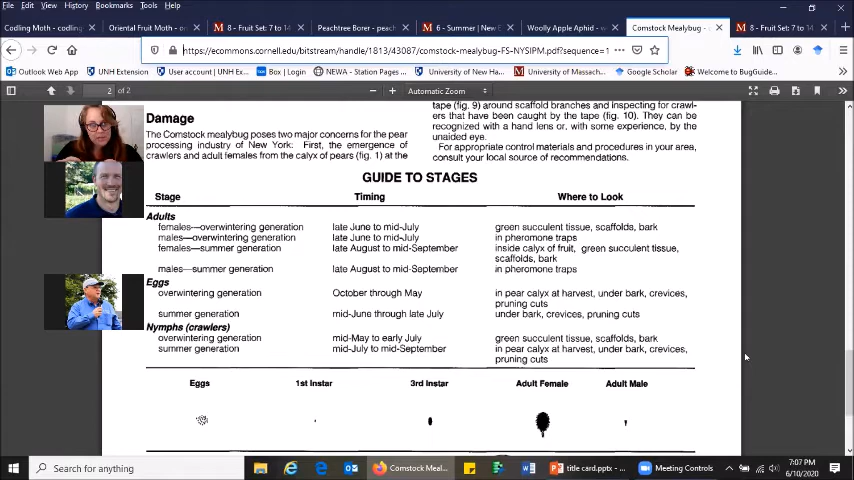 File Edit View History Bookmarks Tools Help
Codling Moth - codling
Oriental Fruit Moth - orien
8 - Fruit Set: 7 to 14
Peachtree Borer - peach
6 - Summer | New E
Woolly Apple Aphid - w
Comstock Mealybug -
8 - Fruit Set: 7 to 14
https://ecommons.cornell.edu/bitstream/handle/1813/43087/comstock-mealybug-FS-NYSIPM.pdf?sequence=1
Outlook Web App
UNH Extension
UNH Directory
Box | Login
NEWA - Station Pages
University of New Ha
University of Maryland
Google Scholar
Welcome to BugGuide
2 of 2
Automatic Zoom
tape (fig. 9) around scaffold branches and inspecting for crawl-
ers that have been caught by the tape (fig. 10). They can be
recognized with a hand lens or, with some experience, by the
unaided eye.
For appropriate control materials and procedures in your area,
consult your local source of recommendations.
Damage
The Comstock mealybug poses two major concerns for the pear
processing industry of New York: First, the emergence of
crawlers and adult females from the calyx of pears (fig. 1) at the
GUIDE TO STAGES
Stage Timing Where to Look
Adults
females—overwintering generation late June to mid-July green succulent tissue, scaffolds, bark
males—overwintering generation late June to mid-July in pheromone traps
females—summer generation late August to mid-September inside calyx of fruit, green succulent tissue,
scaffolds, bark
males—summer generation late August to mid-September in pheromone traps
Eggs
overwintering generation October through May in pear calyx at harvest, under bark, crevices,
pruning cuts
summer generation mid-June through late July under bark, crevices, pruning cuts
Nymphs (crawlers)
overwintering generation mid-May to early July green succulent tissue, scaffolds, bark
summer generation mid-July to mid-September in pear calyx at harvest, under bark, crevices,
pruning cuts
Eggs 1st Instar 3rd Instar Adult Female Adult Male
Type here to search
Comstock Meal...
title card.pptx - ...
Meeting Controls
7:07 PM
6/10/2020